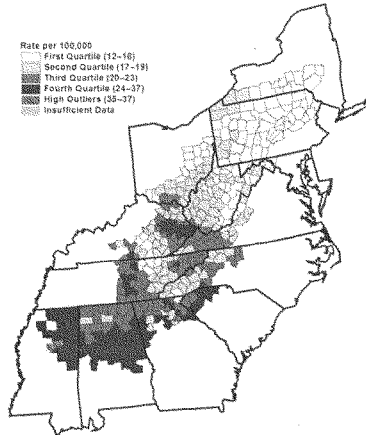 Rate per 100,000
First Quartile (12–16)
Second Quartile (17–19)
Third Quartile (20–23)
Fourth Quartile (24–37)
High Outliers (35–37)
Insufficient Data